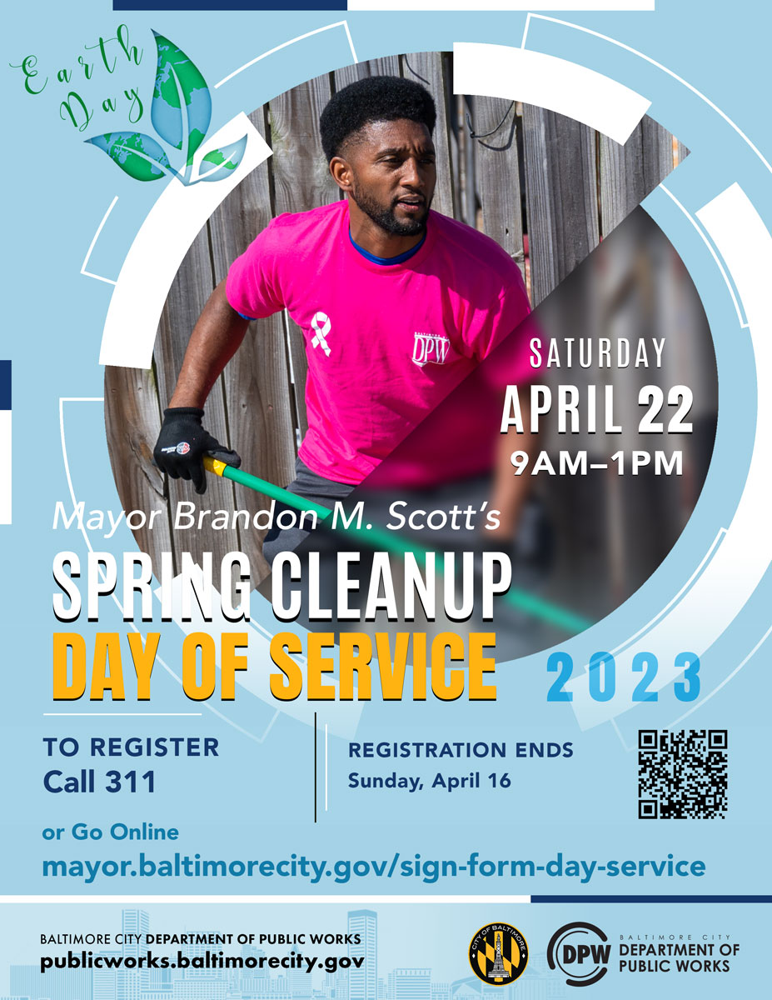 Earth
Day
BALTIMORE CITY
DPW
SATURDAY
APRIL 22
9AM–1PM
Mayor Brandon M. Scott's
SPRING CLEANUP
DAY OF SERVICE
2023
TO REGISTER
Call 311
REGISTRATION ENDS
Sunday, April 16
or Go Online
mayor.baltimorecity.gov/sign-form-day-service
BALTIMORE CITY DEPARTMENT OF PUBLIC WORKS
publicworks.baltimorecity.gov
CITY OF BALTIMORE
DPW
BALTIMORE CITY
DEPARTMENT OF
PUBLIC WORKS